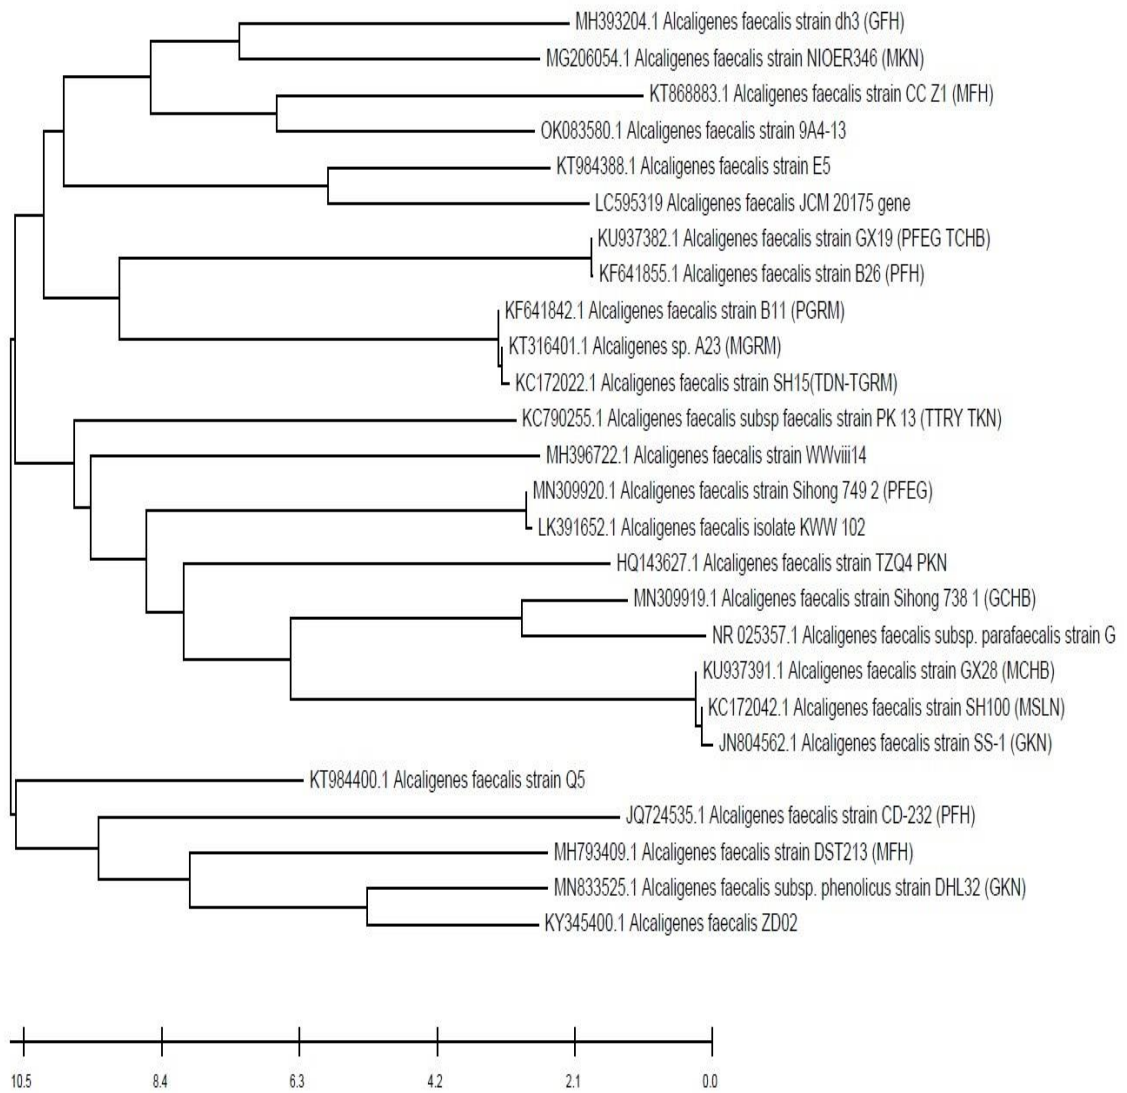 MH393204.1 Alcaligenes faecalis strain dh3 (GFH)
MG206054.1 Alcaligenes faecalis strain NIOER346 (MKN)
KT868883.1 Alcaligenes faecalis strain CC Z1 (MFH)
OK083580.1 Alcaligenes faecalis strain 9A4-13
KT984388.1 Alcaligenes faecalis strain E5
LC595319 Alcaligenes faecalis JCM 20175 gene
KU937382.1 Alcaligenes faecalis strain GX19 (PFEG TCHB)
KF641855.1 Alcaligenes faecalis strain B26 (PFH)
KF641842.1 Alcaligenes faecalis strain B11 (PGRM)
KT316401.1 Alcaligenes sp. A23 (MGRM)
KC172022.1 Alcaligenes faecalis strain SH15(TDN-TGRM)
KC790255.1 Alcaligenes faecalis subsp faecalis strain PK 13 (TTRY TKN)
MH396722.1 Alcaligenes faecalis strain WWviii14
MN309920.1 Alcaligenes faecalis strain Sihong 749 2 (PFEG)
LK391652.1 Alcaligenes faecalis isolate KWW 102
HQ143627.1 Alcaligenes faecalis strain TZQ4 PKN
MN309919.1 Alcaligenes faecalis strain Sihong 738 1 (GCHB)
NR 025357.1 Alcaligenes faecalis subsp. parafaecalis strain G
KU937391.1 Alcaligenes faecalis strain GX28 (MCHB)
KC172042.1 Alcaligenes faecalis strain SH100 (MSLN)
JN804562.1 Alcaligenes faecalis strain SS-1 (GKN)
KT984400.1 Alcaligenes faecalis strain Q5
JQ724535.1 Alcaligenes faecalis strain CD-232 (PFH)
MH793409.1 Alcaligenes faecalis strain DST213 (MFH)
MN833525.1 Alcaligenes faecalis subsp. phenolicus strain DHL32 (GKN)
KY345400.1 Alcaligenes faecalis ZD02
10.5 8.4 6.3 4.2 2.1 0.0